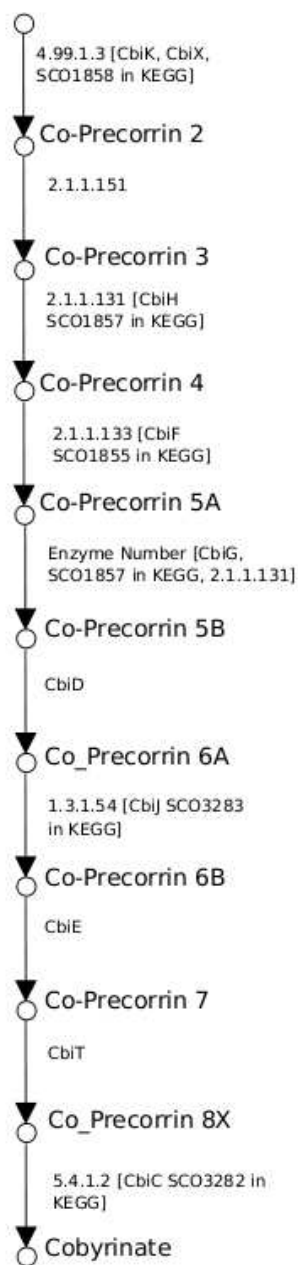 4.99.1.3 [CbiK, CbiX,
SCO1858 in KEGG]
Co-Precorrin 2
2.1.1.151
Co-Precorrin 3
2.1.1.131 [CbiH
SCO1857 in KEGG]
Co-Precorrin 4
2.1.1.133 [CbiF
SCO1855 in KEGG]
Co-Precorrin 5A
Enzyme Number [CbiG,
SCO1857 in KEGG, 2.1.1.131]
Co-Precorrin 5B
CbiD
Co_Precorrin 6A
1.3.1.54 [CbiJ SCO3283
in KEGG]
Co-Precorrin 6B
CbiE
Co-Precorrin 7
CbiT
Co_Precorrin 8X
5.4.1.2 [CbiC SCO3282 in
KEGG]
Cobyrinate